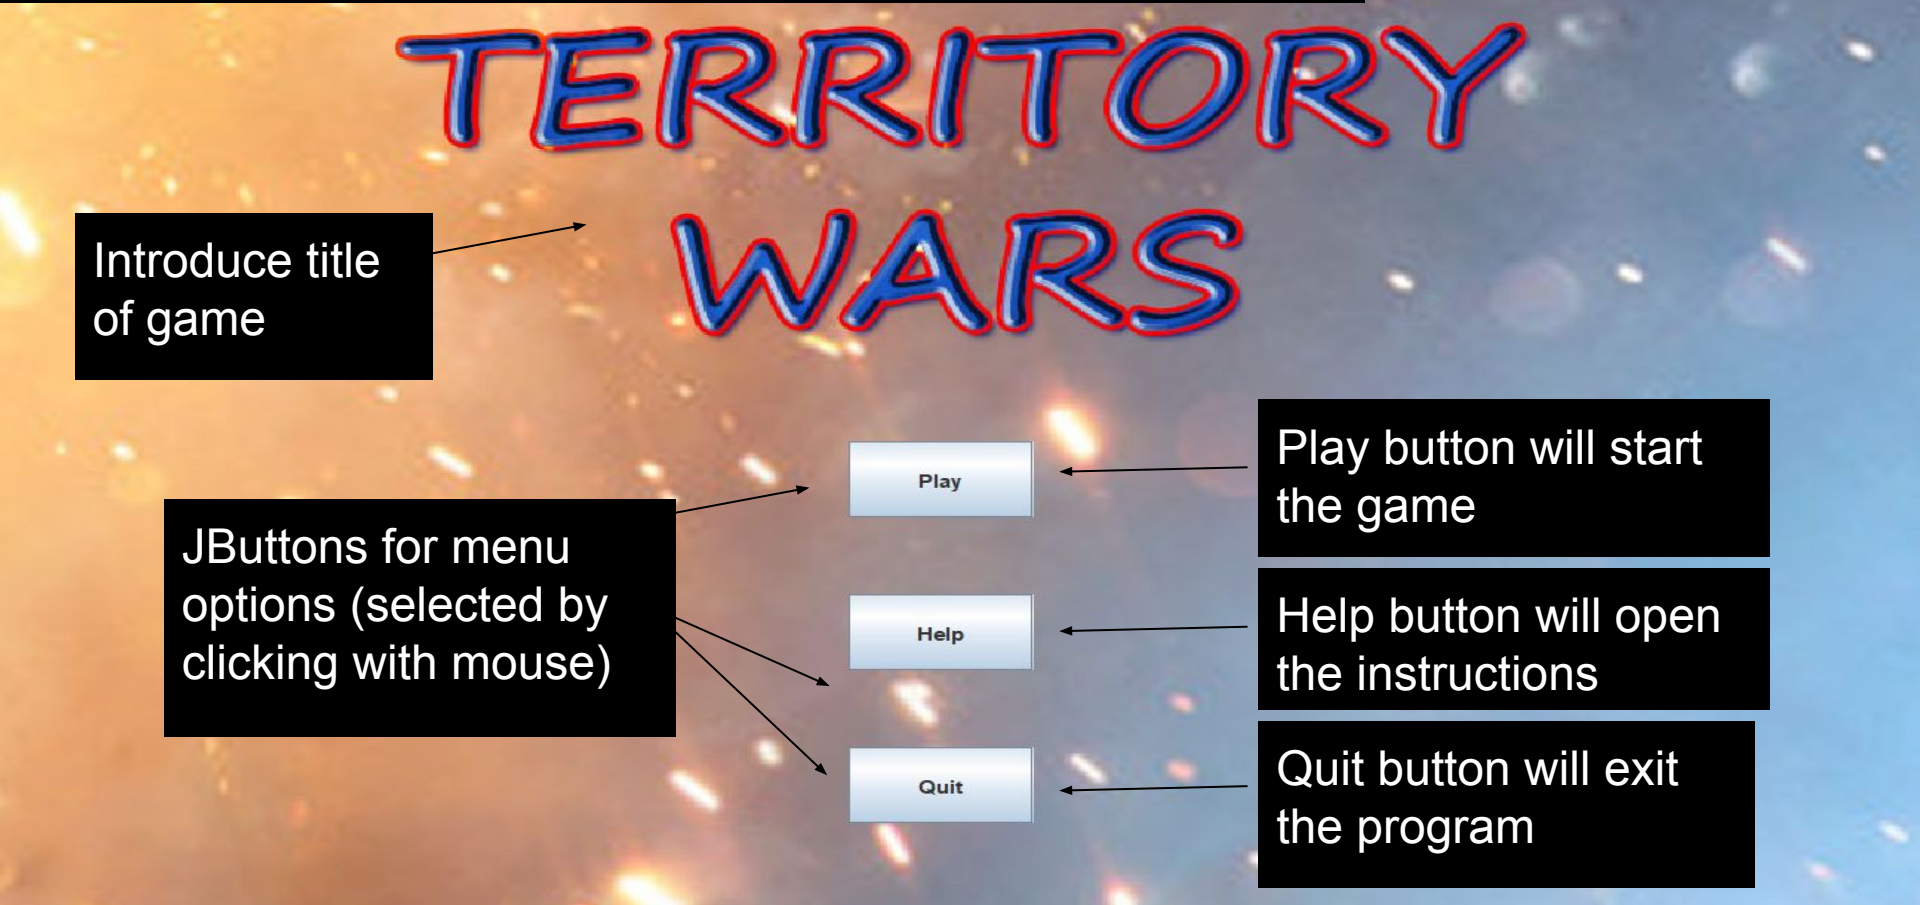 TERRITORY
WARS
Introduce title
of game
Play
Play button will start
the game
JButtons for menu
options (selected by
clicking with mouse)
Help
Help button will open
the instructions
Quit
Quit button will exit
the program